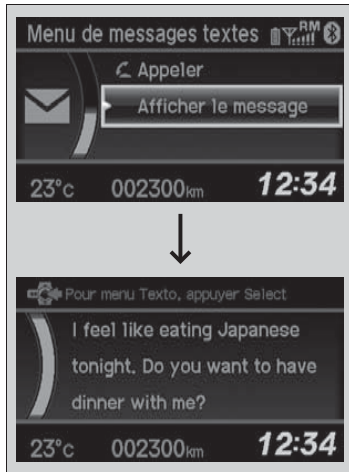 Menu de messages textes RM
Appeler
Afficher le message
23°C 002300km 12:34
Pour menu Texto, appuyer Select
I feel like eating Japanese
tonight. Do you want to have
dinner with me?
23°C 002300km 12:34